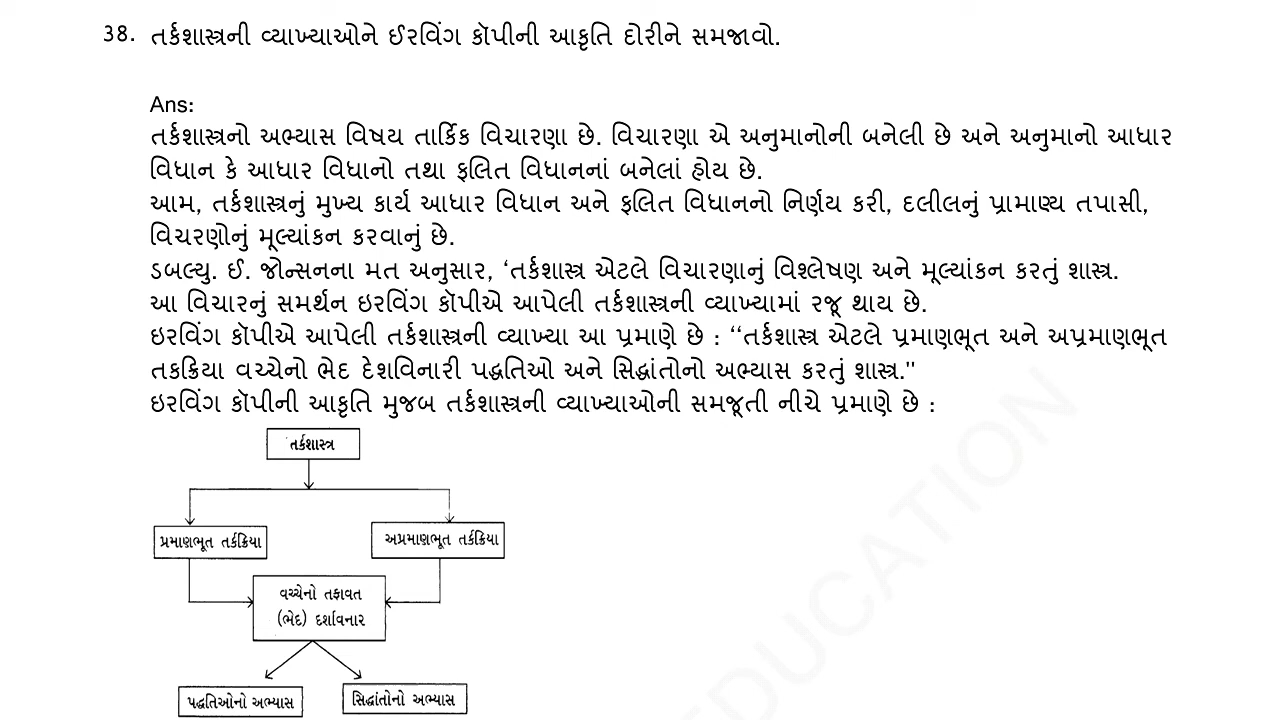 38. તર્કશાસ્ત્રની વ્યાખ્યાઓને ઈરવિંગ કૉપીની આકૃતિ દોરીને સમજાવો.
Ans:
તર્કશાસ્ત્રનો અભ્યાસ વિષય તાર્કિક વિચારણા છે. વિચારણા એ અનુમાનોની બનેલી છે અને અનુમાનો આધાર
વિધાન કે આધાર વિધાનો તથા ફલિત વિધાનનાં બનેલાં હોય છે.
આમ, તર્કશાસ્ત્રનું મુખ્ય કાર્ય આધાર વિધાન અને ફલિત વિધાનનો નિર્ણય કરી, દલીલનું પ્રામાણ્ય તપાસી,
વિચરણોનું મૂલ્યાંકન કરવાનું છે.
ડબલ્યુ. ઈ. જોન્સનના મત અનુસાર, ‘તર્કશાસ્ત્ર એટલે વિચારણાનું વિશ્લેષણ અને મૂલ્યાંકન કરતું શાસ્ત્ર.
આ વિચારનું સમર્થન ઇરવિંગ કૉપીએ આપેલી તર્કશાસ્ત્રની વ્યાખ્યામાં રજૂ થાય છે.
ઇરવિંગ કૉપીએ આપેલી તર્કશાસ્ત્રની વ્યાખ્યા આ પ્રમાણે છે : ‘‘તર્કશાસ્ત્ર એટલે પ્રમાણભૂત અને અપ્રમાણભૂત
તકક્રિયા વચ્ચેનો ભેદ દેશવિનારી પદ્ધતિઓ અને સિદ્ધાંતોનો અભ્યાસ કરતું શાસ્ત્ર."
ઇરવિંગ કૉપીની આકૃતિ મુજબ તર્કશાસ્ત્રની વ્યાખ્યાઓની સમજૂતી નીચે પ્રમાણે છે :
તર્કશાસ્ત્ર
પ્રમાણભૂત તર્કક્રિયા
અપ્રમાણભૂત તર્કક્રિયા
વચ્ચેનો તફાવત
(ભેદ) દર્શાવનાર
પદ્ધતિઓનો અભ્યાસ
સિદ્ધાંતોનો અભ્યાસ
EDUCATION